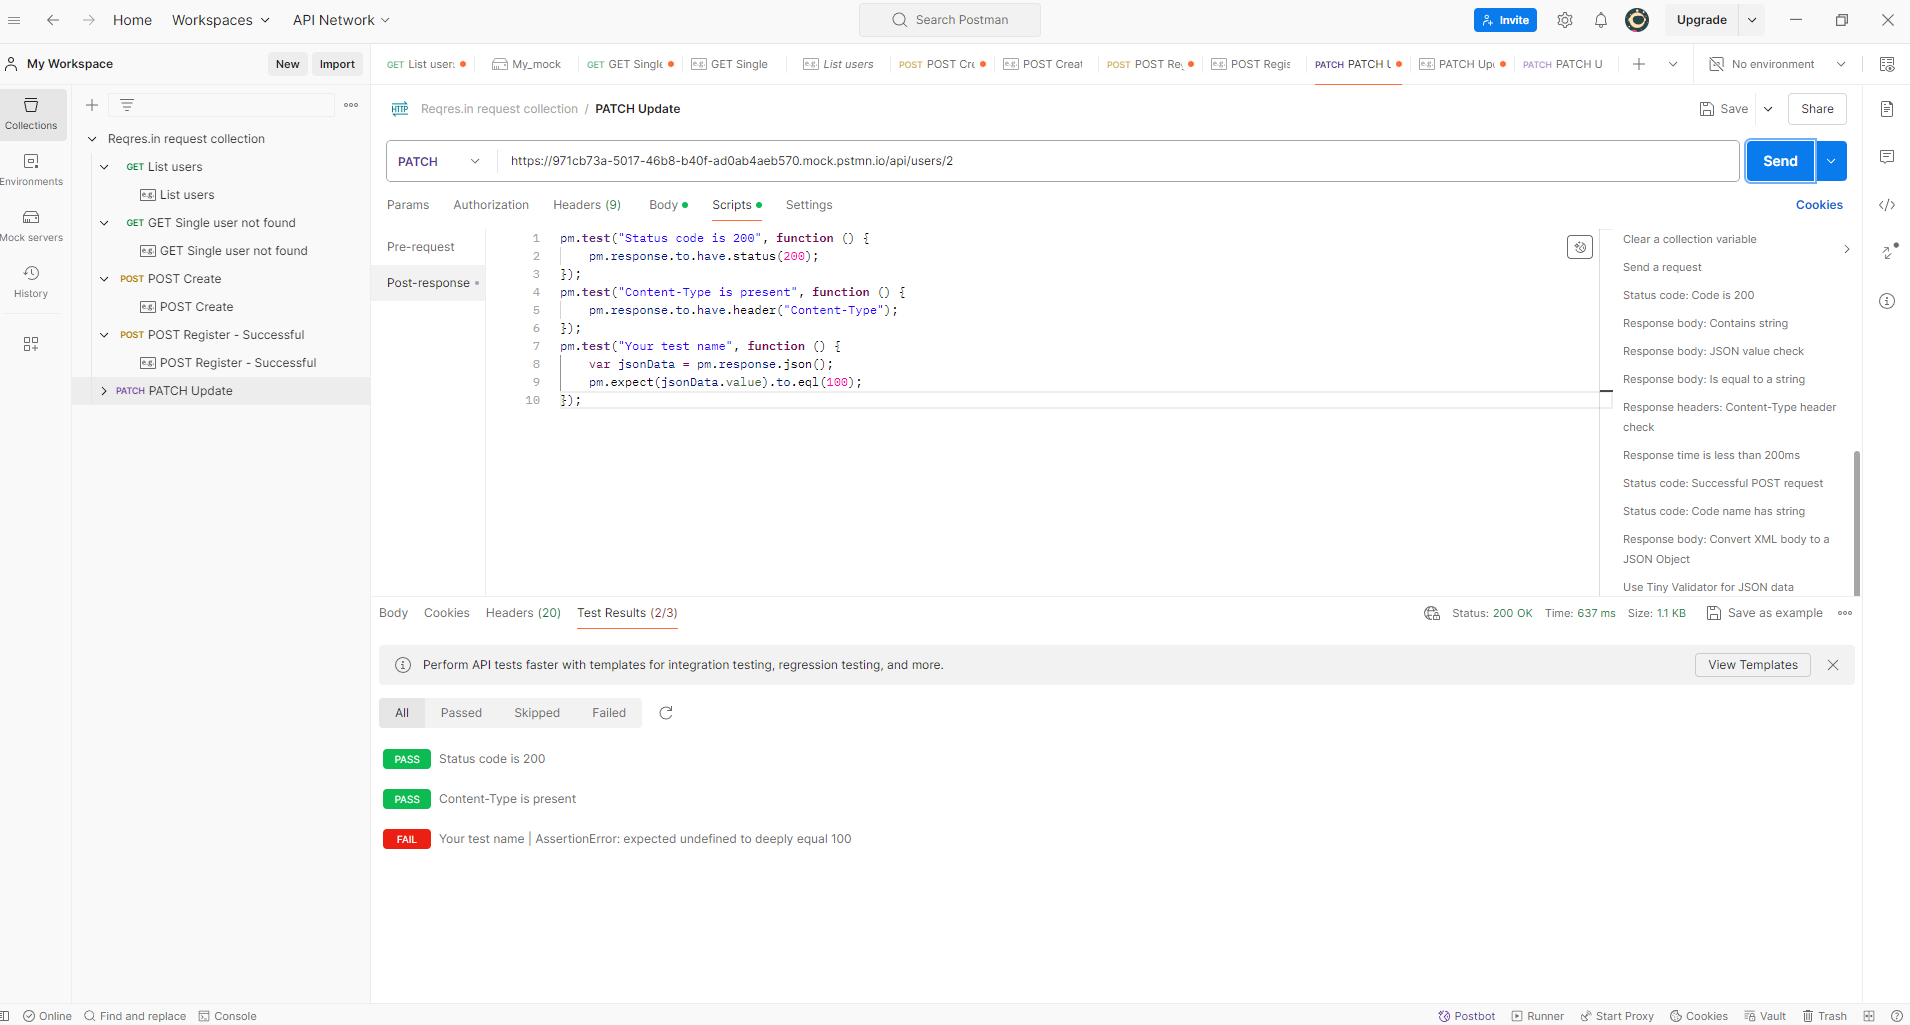 Home
Workspaces
API Network
Search Postman
Invite
Upgrade
My Workspace
New
Import
GET List user:
My_mock
GET GET Single
e.g. GET Single
e.g. List users
POST POST Cre
e.g. POST Creat
POST POST Reg
e.g. POST Regis
PATCH PATCH U
e.g. PATCH Up
PATCH PATCH U
No environment
Collections
Environments
Mock servers
History
Reqres.in request collection
GET List users
e.g. List users
GET GET Single user not found
e.g. GET Single user not found
POST POST Create
e.g. POST Create
POST POST Register - Successful
e.g. POST Register - Successful
PATCH PATCH Update
HTTP Reqres.in request collection / PATCH Update
Save
Share
PATCH
https://971cb73a-5017-46b8-b40f-ad0ab4aeb570.mock.pstmn.io/api/users/2
Send
Params
Authorization
Headers (9)
Body
Scripts
Settings
Cookies
Pre-request
Post-response
1 pm.test("Status code is 200", function () {
2 pm.response.to.have.status(200);
3 });
4 pm.test("Content-Type is present", function () {
5 pm.response.to.have.header("Content-Type");
6 });
7 pm.test("Your test name", function () {
8 var jsonData = pm.response.json();
9 pm.expect(jsonData.value).to.eql(100);
10 });
Clear a collection variable
Send a request
Status code: Code is 200
Response body: Contains string
Response body: JSON value check
Response body: Is equal to a string
Response headers: Content-Type header
check
Response time is less than 200ms
Status code: Successful POST request
Status code: Code name has string
Response body: Convert XML body to a
JSON Object
Use Tiny Validator for JSON data
Body
Cookies
Headers (20)
Test Results (2/3)
Status: 200 OK
Time: 637 ms
Size: 1.1 KB
Save as example
Perform API tests faster with templates for integration testing, regression testing, and more.
View Templates
All
Passed
Skipped
Failed
PASS Status code is 200
PASS Content-Type is present
FAIL Your test name | AssertionError: expected undefined to deeply equal 100
Online
Find and replace
Console
Postbot
Runner
Start Proxy
Cookies
Vault
Trash